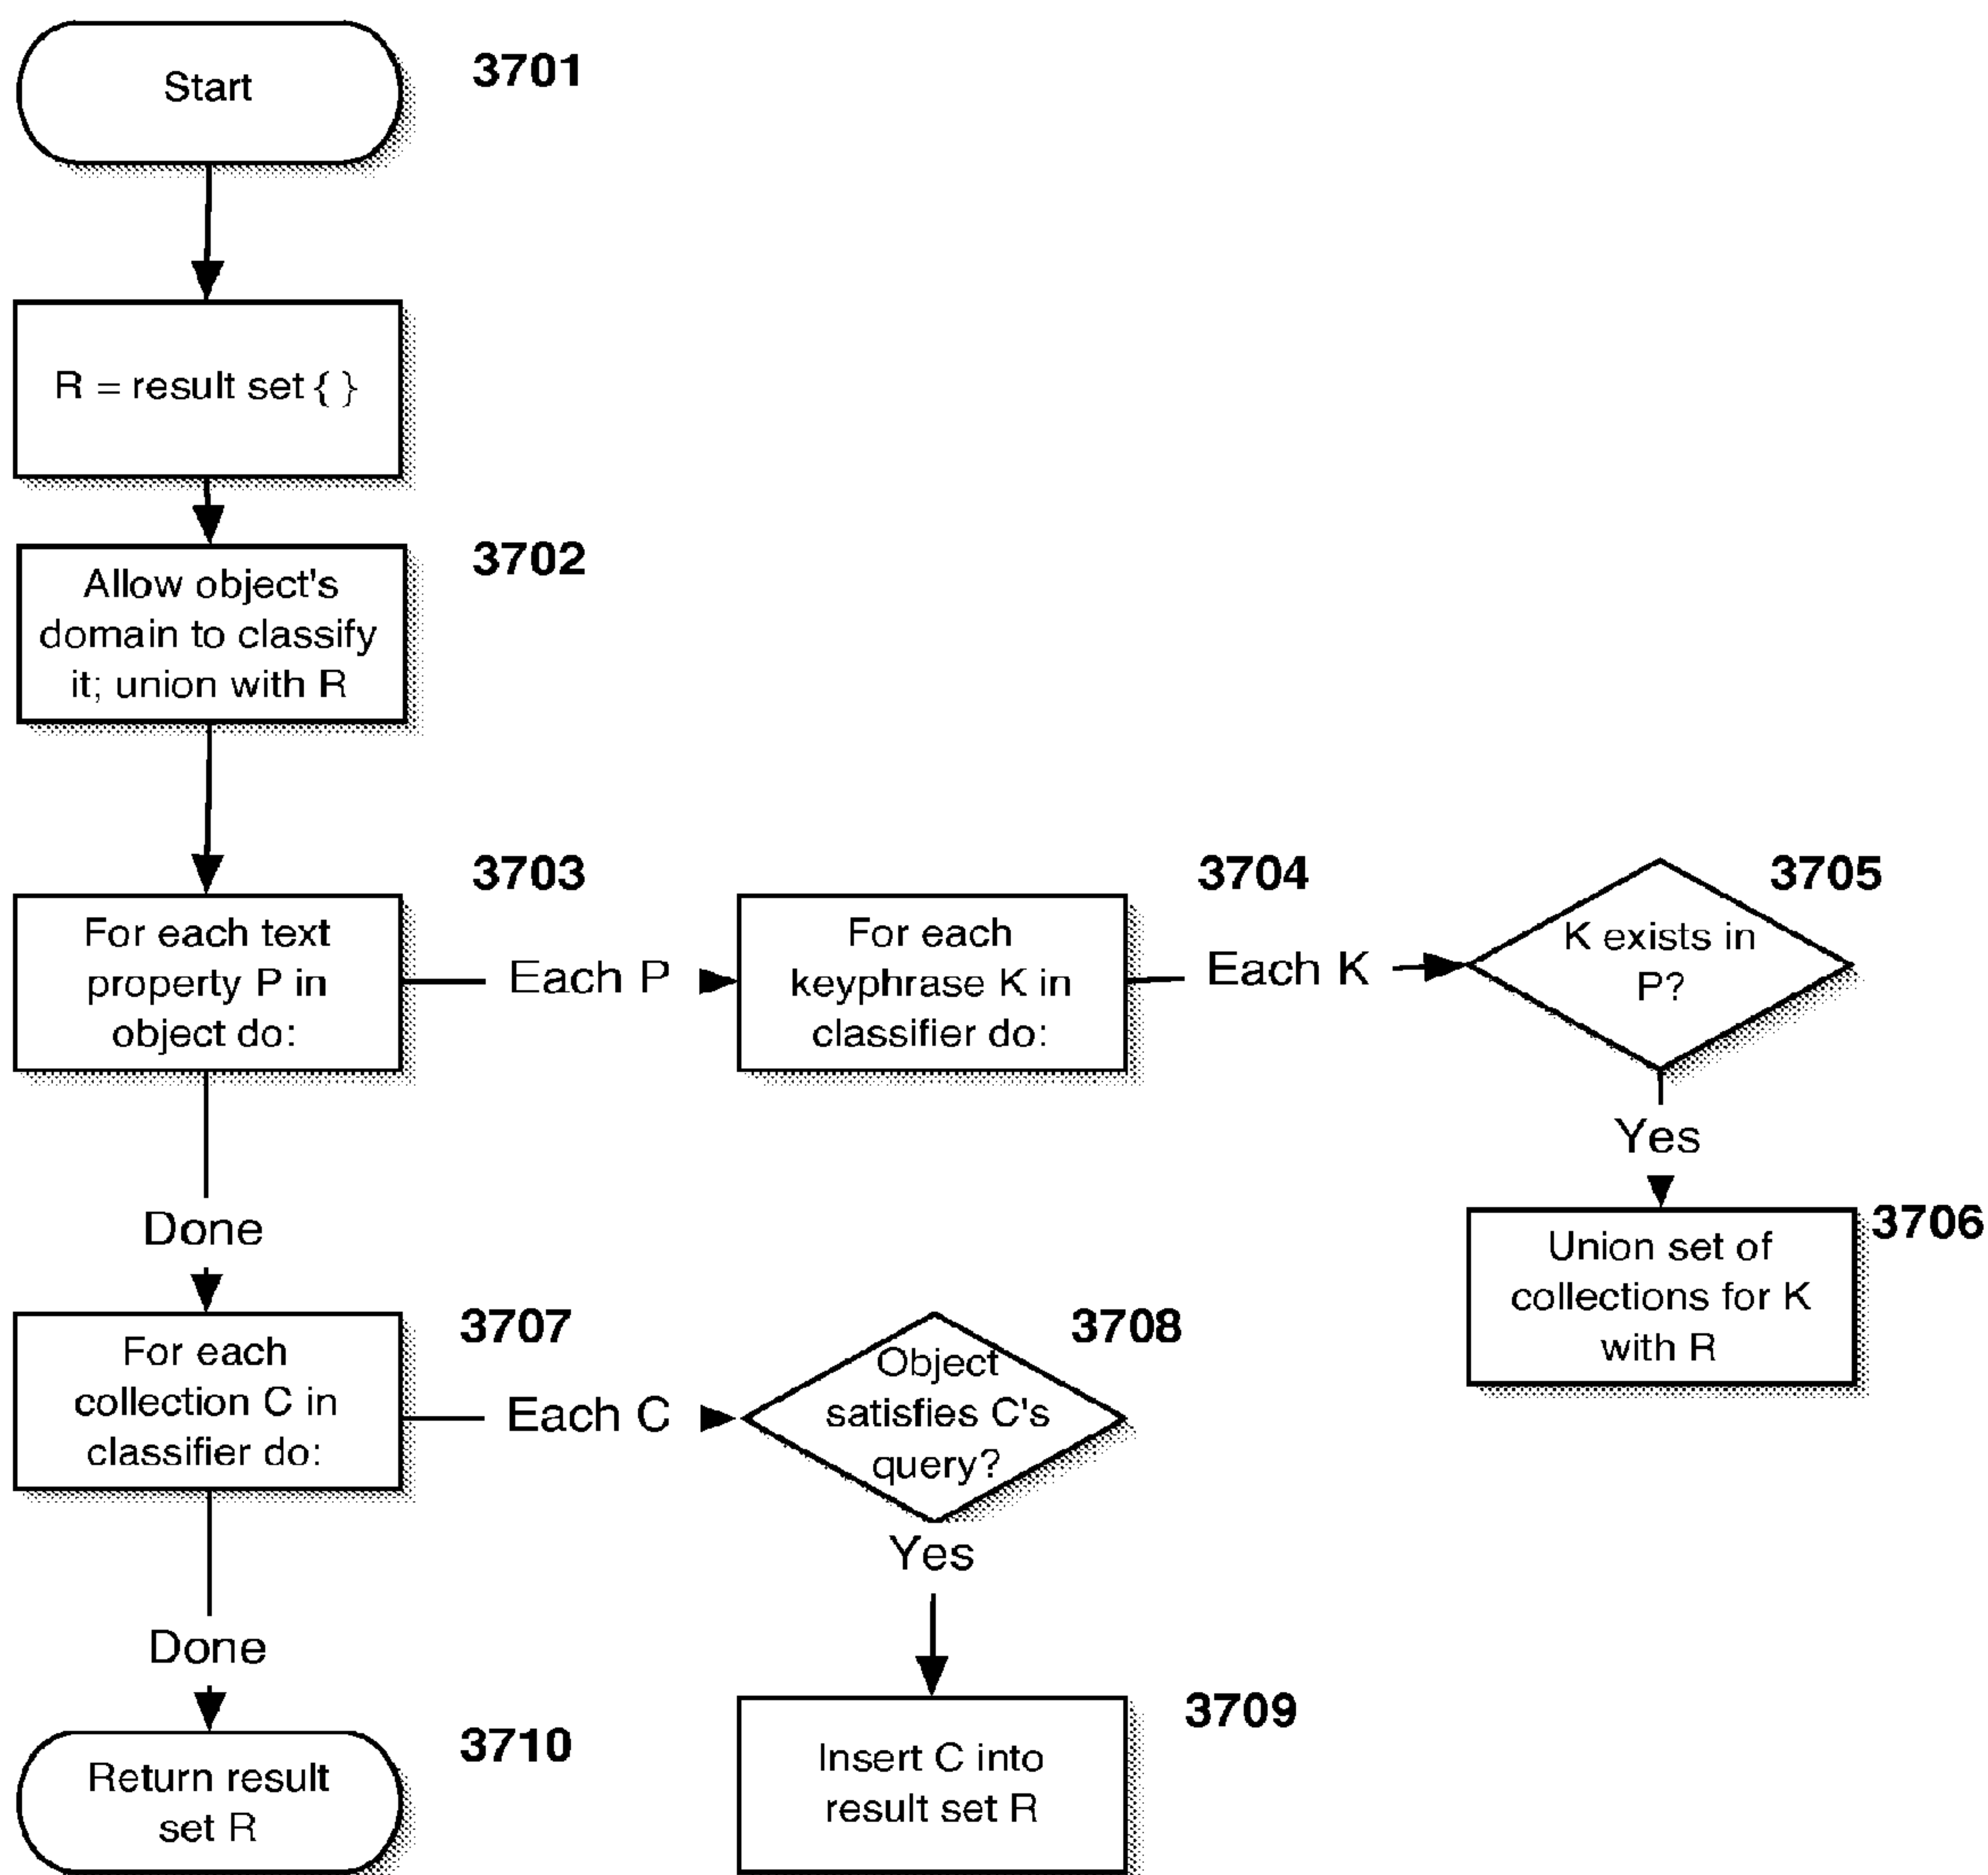 Start
3701
R = result set { }
3702
Allow object's
domain to classify
it; union with R
3703
For each text
property P in
object do:
Each P
3704
For each
keyphrase K in
classifier do:
Each K
3705
K exists in
P?
Yes
3706
Union set of
collections for K
with R
Done
3707
For each
collection C in
classifier do:
Each C
3708
Object
satisfies C's
query?
Yes
3709
Insert C into
result set R
Done
3710
Return result
set R